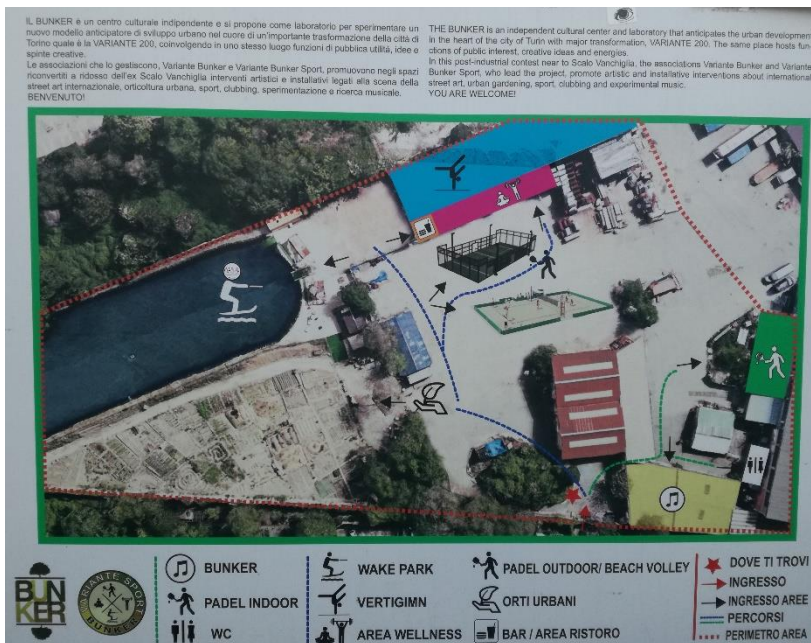 IL BUNKER è un centro culturale indipendente e si propone come laboratorio per sperimentare un
nuovo modello anticipatore di sviluppo urbano nel cuore di un'importante trasformazione della città di
Torino quale è la VARIANTE 200, coinvolgendo in uno stesso luogo funzioni di pubblica utilità, idee e
spinte creative.
Le associazioni che lo gestiscono, Variante Bunker e Variante Bunker Sport, promuovono negli spazi
riconvertiti a ridosso dell'ex Scalo Vanchiglia interventi artistici e installativi legati alla scena della
street art internazionale, orticoltura urbana, sport, clubbing, sperimentazione e ricerca musicale.
BENVENUTO!
THE BUNKER is an independent cultural center and laboratory that anticipates the urban development
in the heart of the city of Turin with major transformation, VARIANTE 200. The same place hosts fun-
ctions of public interest, creative ideas and energies.
In this post-industrial contest near to Scalo Vanchiglia, the associations Variante Bunker and Variante
Bunker Sport, who lead the project, promote artistic and installative interventions about international
street art, urban gardening, sport, clubbing and experimental music.
YOU ARE WELCOME!
BUNKER
VARIANTE SPORT
BUNKER
BUNKER
PADEL INDOOR
WC
WAKE PARK
VERTIGIMN
AREA WELLNESS
PADEL OUTDOOR/ BEACH VOLLEY
ORTI URBANI
BAR / AREA RISTORO
DOVE TI TROVI
INGRESSO
INGRESSO AREE
PERCORSI
PERIMETRO AREA